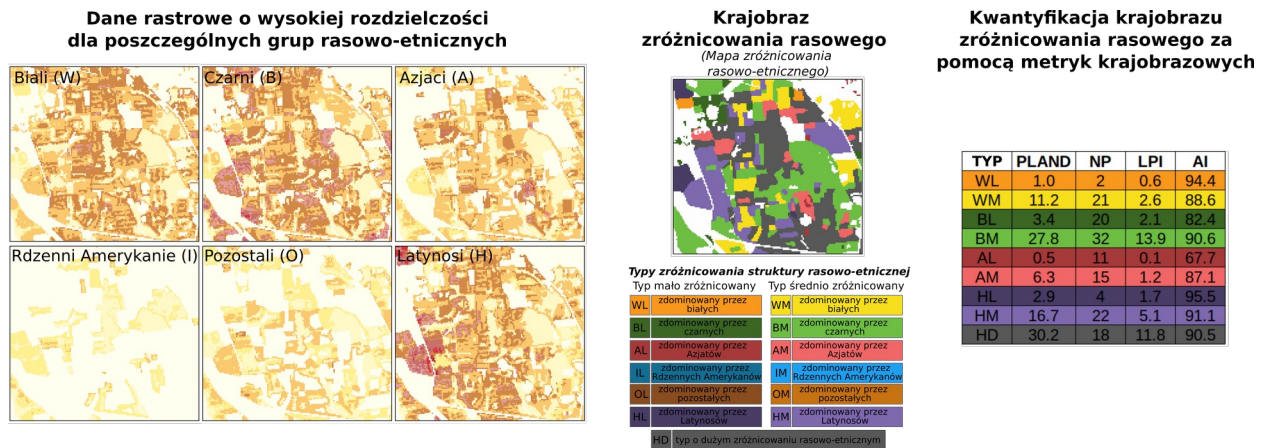 Dane rastrowe o wysokiej rozdzielczości
dla poszczególnych grup rasowo-etnicznych
Biali (W)
Czarni (B)
Azjaci (A)
Rdzenni Amerykanie (I)
Pozostali (O)
Latynosi (H)
Krajobraz
zróżnicowania rasowego
(Mapa zróżnicowania
rasowo-etnicznego)
Typy zróżnicowania struktury rasowo-etnicznej
Typ mało zróżnicowany
Typ średnio zróżnicowany
WL zdominowany przez
białych
WM zdominowany przez
białych
BL zdominowany przez
czarnych
BM zdominowany przez
czarnych
AL zdominowany przez
Azjatów
AM zdominowany przez
Azjatów
IL zdominowany przez
Rdzennych Amerykanów
IM zdominowany przez
Rdzennych Amerykanów
OL zdominowany przez
pozostałych
OM zdominowany przez
pozostałych
HL zdominowany przez
Latynosów
HM zdominowany przez
Latynosów
HD typ o dużym zróżnicowaniu rasowo-etnicznym
Kwantyfikacja krajobrazu
zróżnicowania rasowego za
pomocą metryk krajobrazowych
TYP PLAND NP LPI AI
WL 1.0 2 0.6 94.4
WM 11.2 21 2.6 88.6
BL 3.4 20 2.1 82.4
BM 27.8 32 13.9 90.6
AL 0.5 11 0.1 67.7
AM 6.3 15 1.2 87.1
HL 2.9 4 1.7 95.5
HM 16.7 22 5.1 91.1
HD 30.2 18 11.8 90.5